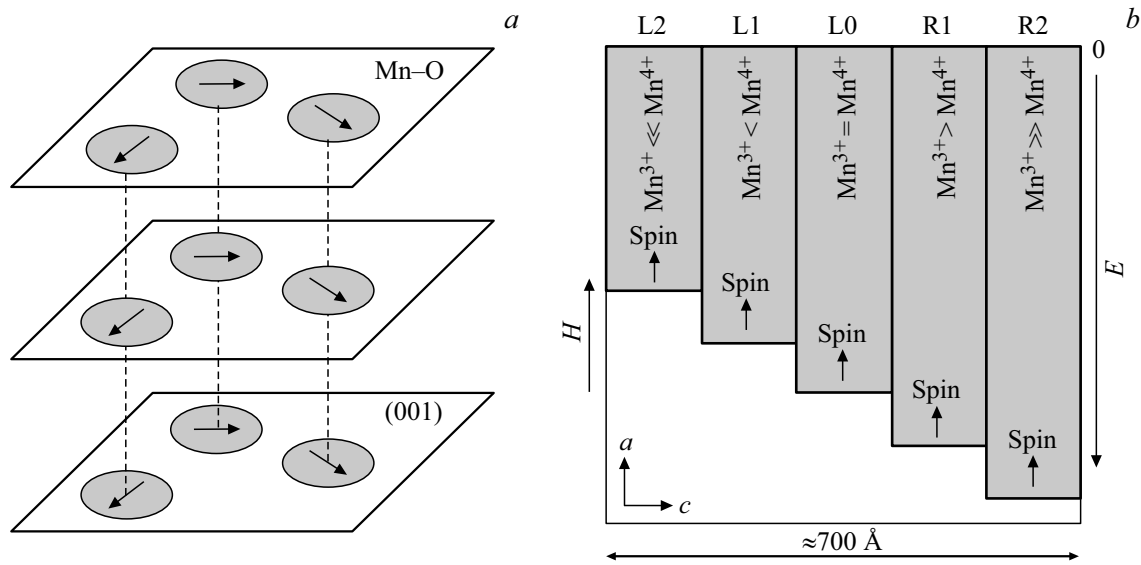 a
Mn–O
(001)
b
L2 L1 L0 R1 R2
0
Mn³⁺ ≪ Mn⁴⁺
Mn³⁺ < Mn⁴⁺
Mn³⁺ = Mn⁴⁺
Mn³⁺ > Mn⁴⁺
Mn³⁺ ≫ Mn⁴⁺
Spin
Spin
Spin
Spin
Spin
H
E
a
c
≈700 Å